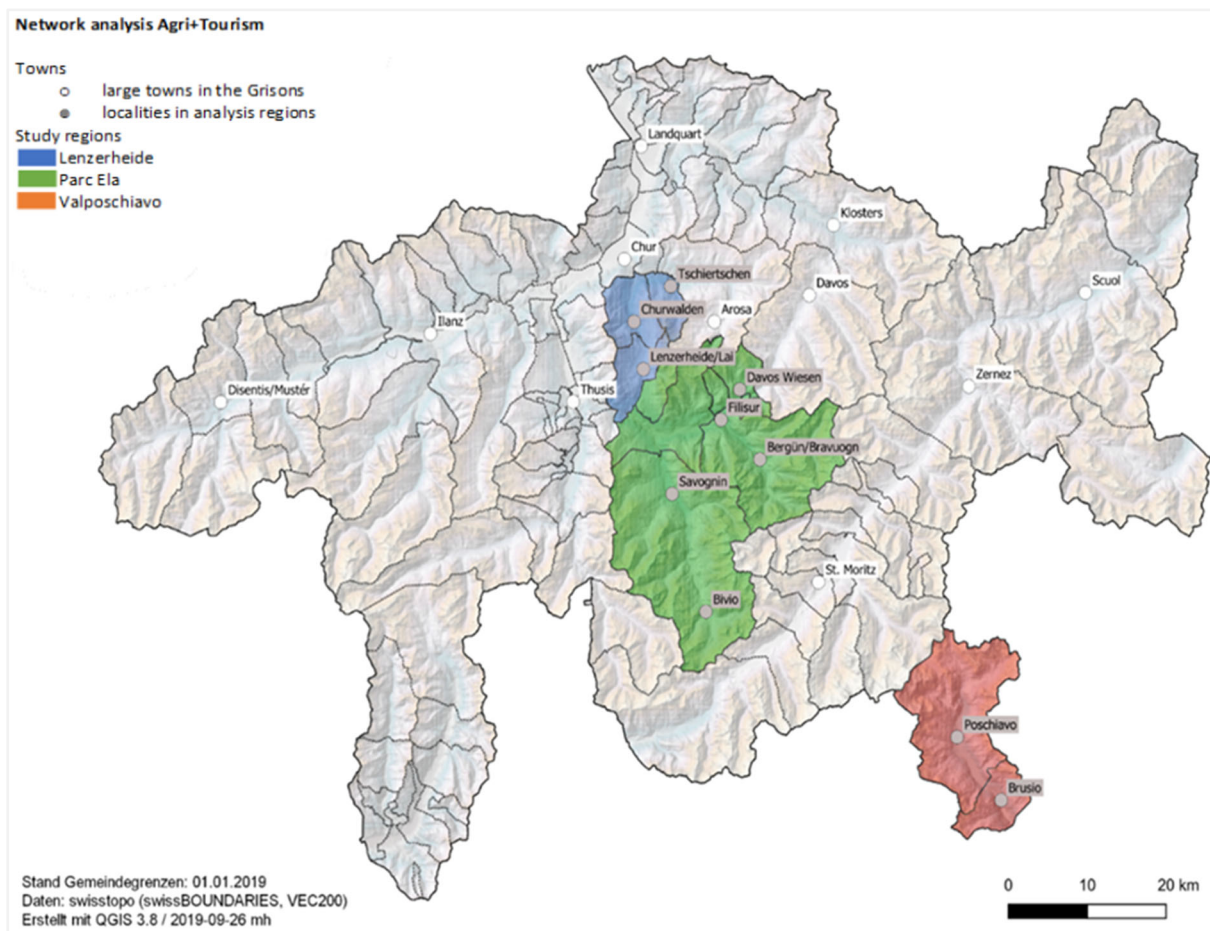 Network analysis Agri+Tourism
Towns
large towns in the Grisons
localities in analysis regions
Study regions
Lenzerheide
Parc Ela
Valposchiavo
Landquart
Klosters
Chur
Tschiertschen
Davos
Scuol
Churwalden
Arosa
Ilanz
Lenzerheide/Lai
Davos Wiesen
Zernez
Disentis/Mustér
Thusis
Filisur
Bergün/Bravuogn
Savognin
St. Moritz
Bivio
Poschiavo
Brusio
Stand Gemeindegrenzen: 01.01.2019
Daten: swisstopo (swissBOUNDARIES, VEC200)
Erstellt mit QGIS 3.8 / 2019-09-26 mh
0 10 20 km